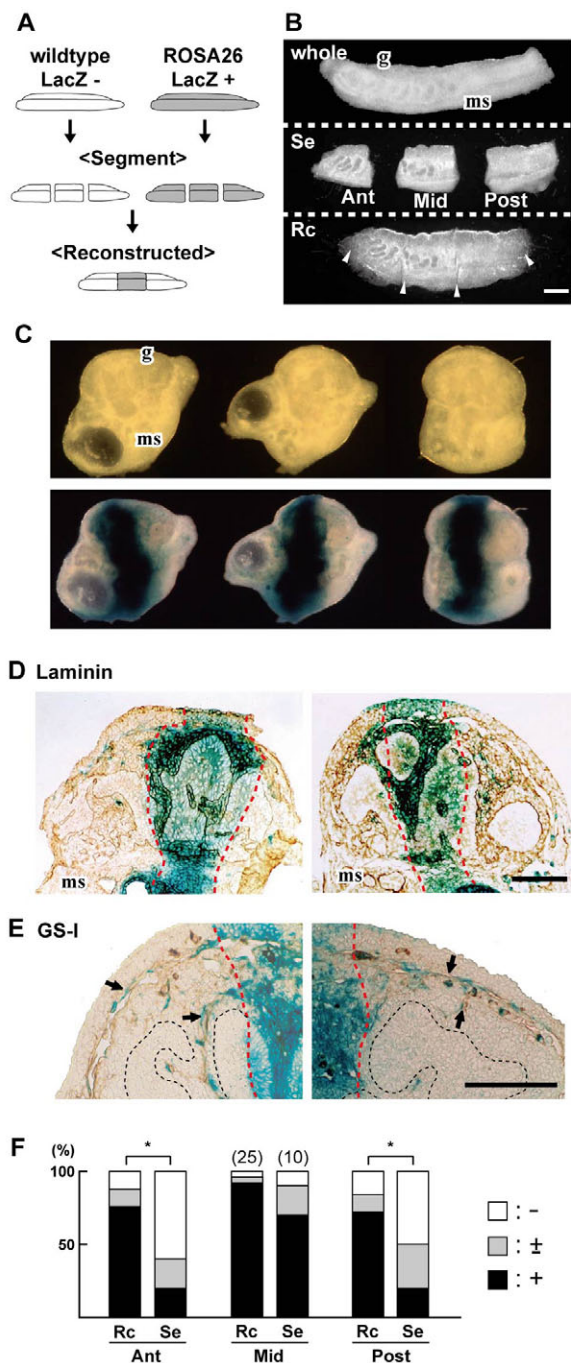 A
wildtype ROSA26
LacZ - LacZ +
<Segment>
<Reconstructed>
B
whole
g
ms
Se
Ant Mid Post
Rc
C
g
ms
D Laminin
ms
ms
E GS-I
F
(%)
100
50
* (25) (10) *
: -
: ±
: +
Rc Se Rc Se Rc Se
Ant Mid Post